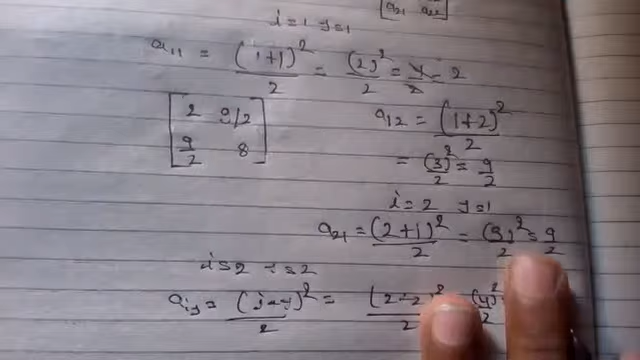 [a21 a22]
i=1 y=1
a11 = (1+1)²/2 = (2)²/2 = 4/2 = 2
[2 9/2
9/2 8]
a12 = (1+2)²/2
= (3)²/2 = 9/2
i=2 y=1
a21 = (2+1)²/2 = (3)²/2 = 9/2
i=2 y=2
aiy = (i+y)²/2 = (2+2)²/2 (4)²/2